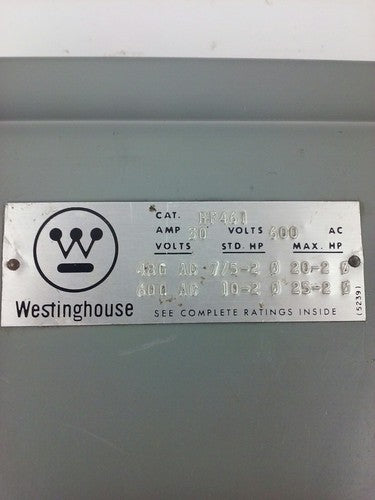 CAT. HF461
AMP 30 VOLTS 600 AC
VOLTS STD. HP MAX. HP
480 AC 7/5-2 Ø 20-2 Ø
600 AC 10-2 Ø 25-2 Ø
Westinghouse
SEE COMPLETE RATINGS INSIDE
(5239)